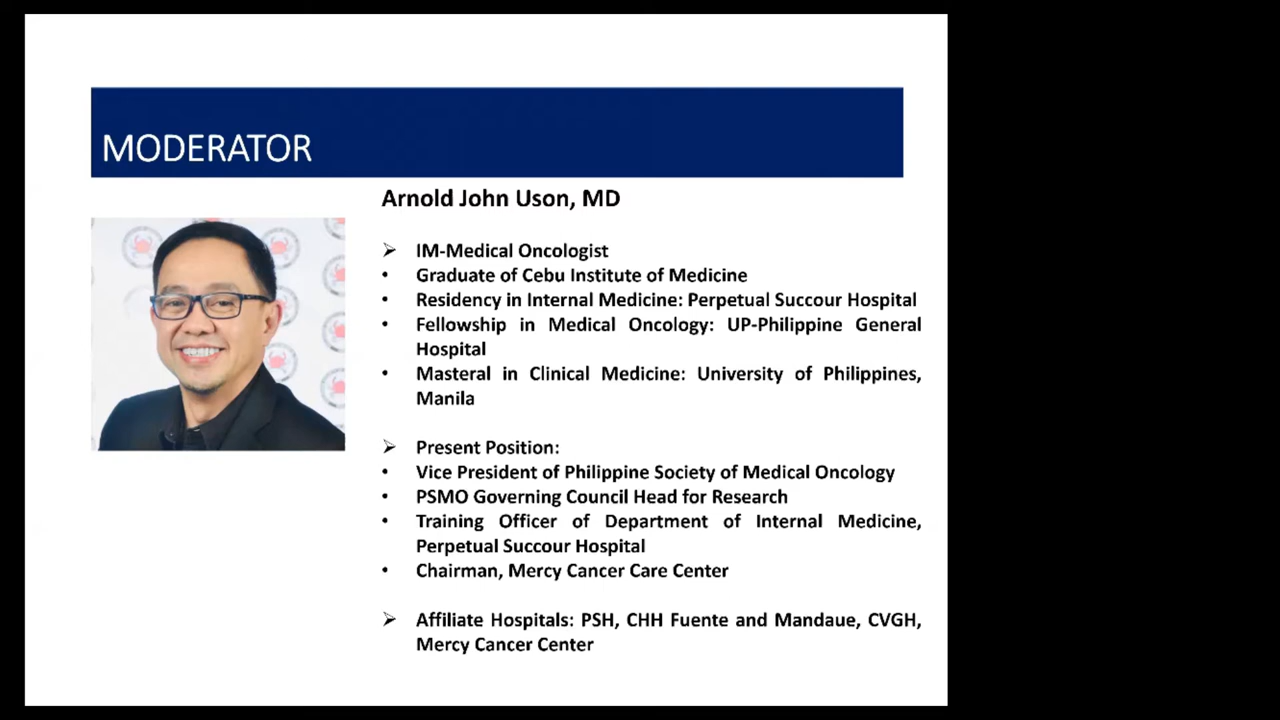 MODERATOR
Arnold John Uson, MD
➢ IM-Medical Oncologist
• Graduate of Cebu Institute of Medicine
• Residency in Internal Medicine: Perpetual Succour Hospital
• Fellowship in Medical Oncology: UP-Philippine General
Hospital
• Masteral in Clinical Medicine: University of Philippines,
Manila
➢ Present Position:
• Vice President of Philippine Society of Medical Oncology
• PSMO Governing Council Head for Research
• Training Officer of Department of Internal Medicine,
Perpetual Succour Hospital
• Chairman, Mercy Cancer Care Center
➢ Affiliate Hospitals: PSH, CHH Fuente and Mandaue, CVGH,
Mercy Cancer Center